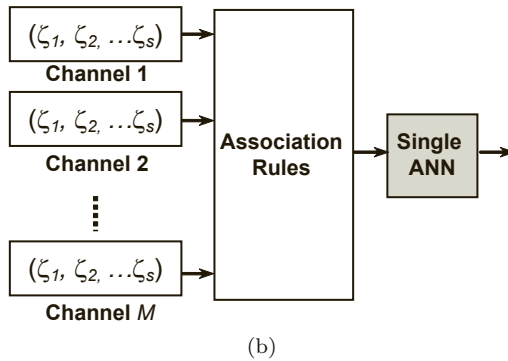 (ζ1, ζ2, ...ζs)
Channel 1
(ζ1, ζ2, ...ζs)
Channel 2
(ζ1, ζ2, ...ζs)
Channel M
Association
Rules
Single
ANN
(b)